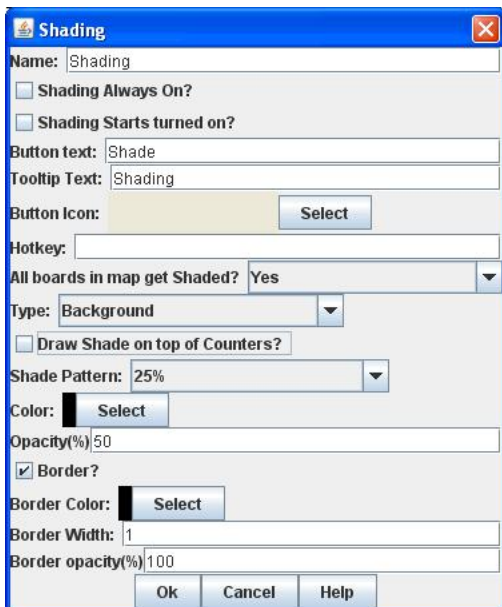 Shading
Name: Shading
Shading Always On?
Shading Starts turned on?
Button text: Shade
Tooltip Text: Shading
Button Icon: Select
Hotkey:
All boards in map get Shaded? Yes
Type: Background
Draw Shade on top of Counters?
Shade Pattern: 25%
Color: Select
Opacity(%) 50
Border?
Border Color: Select
Border Width: 1
Border opacity(%) 100
Ok Cancel Help